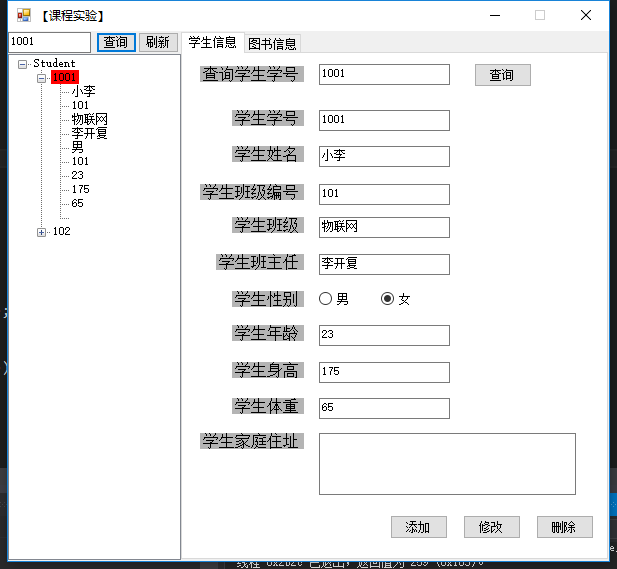 【课程实验】
1001 查询 刷新 学生信息 图书信息
Student
1001
小李
101
物联网
李开复
男
101
23
175
65
102
查询学生学号 1001 查询
学生学号 1001
学生姓名 小李
学生班级编号 101
学生班级 物联网
学生班主任 李开复
学生性别 男 女
学生年龄 23
学生身高 175
学生体重 65
学生家庭住址
添加 修改 删除